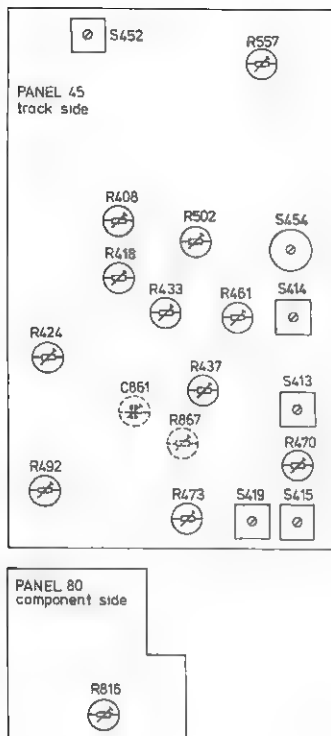 S452
R557
PANEL 45
track side
R408
R502
S454
R418
R433
R461
S414
R424
R437
C861
S413
R867
R470
R492
R473
S419
S415
PANEL 80
component side
R816